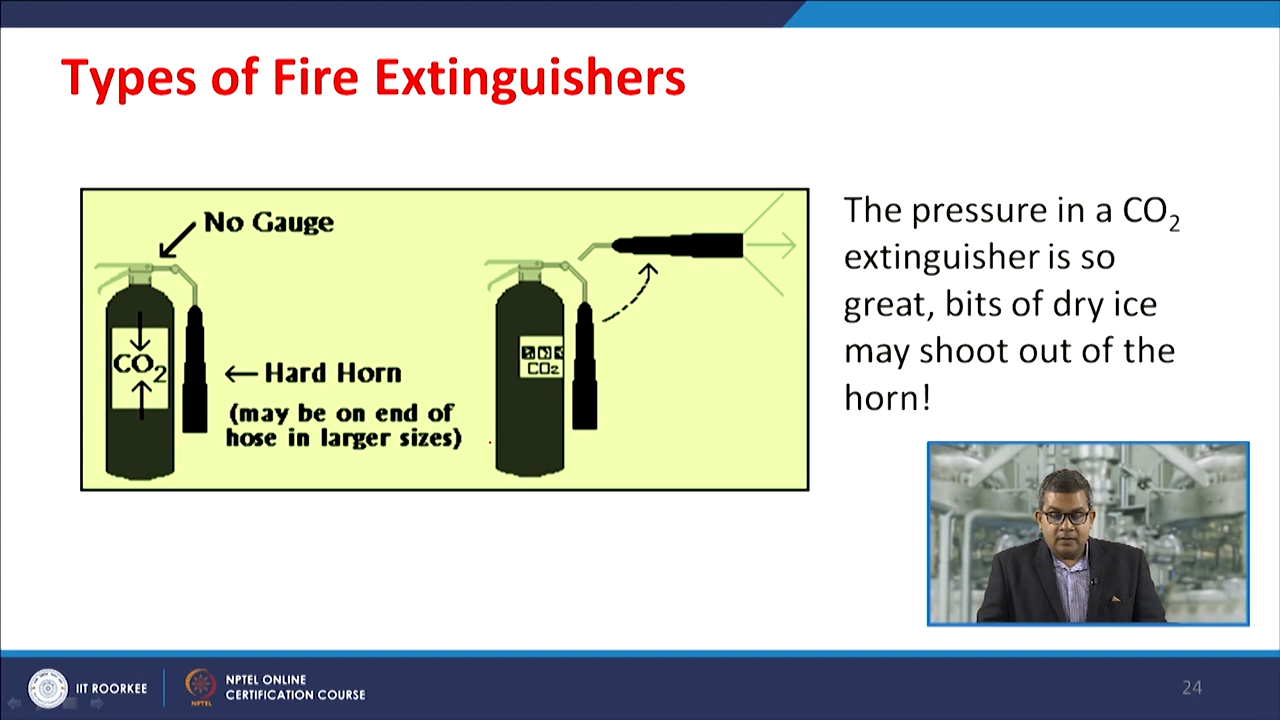 Types of Fire Extinguishers
No Gauge
CO2
Hard Horn
(may be on end of
hose in larger sizes)
CO2
The pressure in a CO2
extinguisher is so
great, bits of dry ice
may shoot out of the
horn!
IIT ROORKEE
NPTEL
NPTEL ONLINE
CERTIFICATION COURSE
24